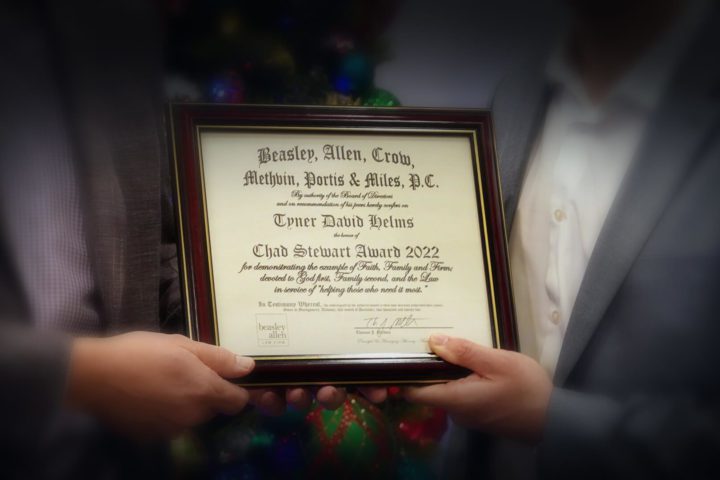 Beasley, Allen, Crow,
Methvin, Portis & Miles, P.C.
By authority of the Board of Directors
and on recommendation of his peers hereby confers on
Tyner David Helms
the honor of
Chad Stewart Award 2022
for demonstrating the example of Faith, Family and Firm;
devoted to God first, Family second, and the Law
in service of "helping those who need it most."
In Testimony Whereof,
beasley
allen
LAW FIRM